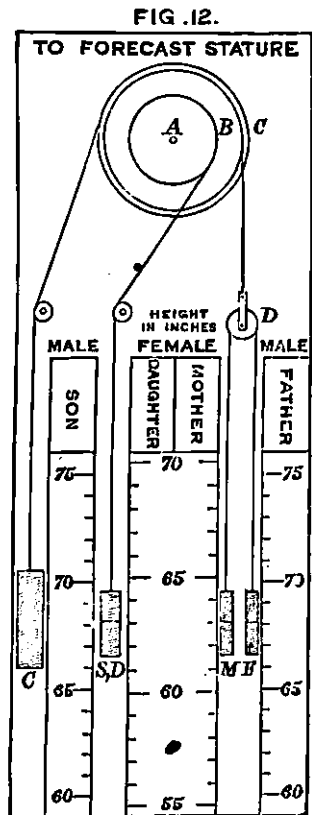 FIG .12.
TO FORECAST STATURE
A B C
D
HEIGHT
IN INCHES
MALE FEMALE MALE
SON DAUGHTER MOTHER FATHER
75 70 75
70 65 70
C S,D M F
65 60 65
60 55 60